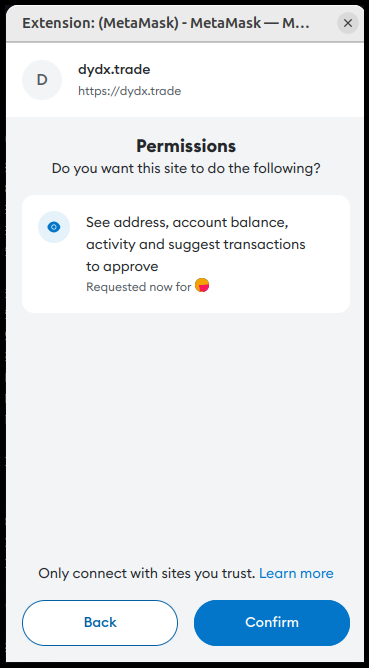 Extension: (MetaMask) - MetaMask — M...
D
dydx.trade
https://dydx.trade
Permissions
Do you want this site to do the following?
See address, account balance,
activity and suggest transactions
to approve
Requested now for
Only connect with sites you trust. Learn more
Back
Confirm